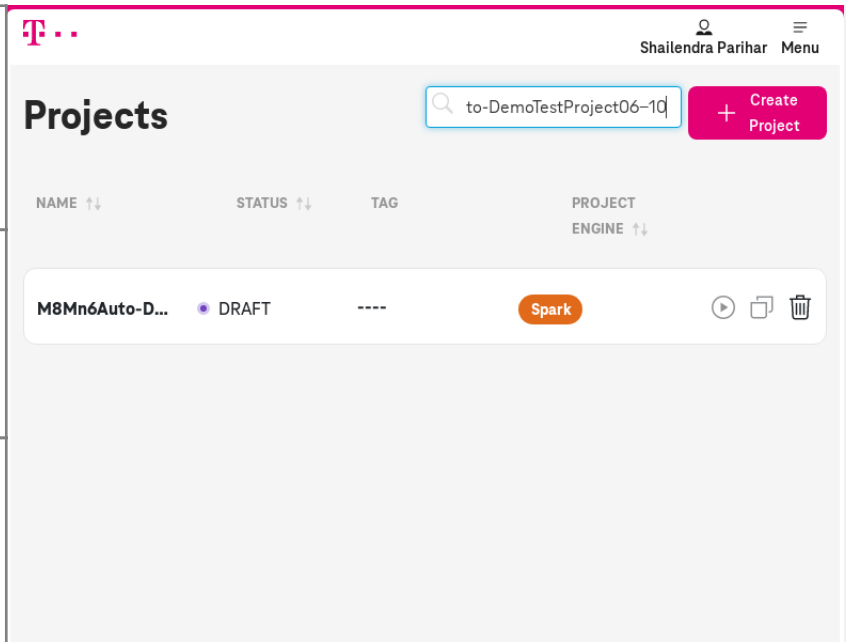 T
Shailendra Parihar Menu
Projects
to-DemoTestProject06-10
Create
Project
NAME STATUS TAG PROJECT
ENGINE
M8Mn6Auto-D... DRAFT ---- Spark